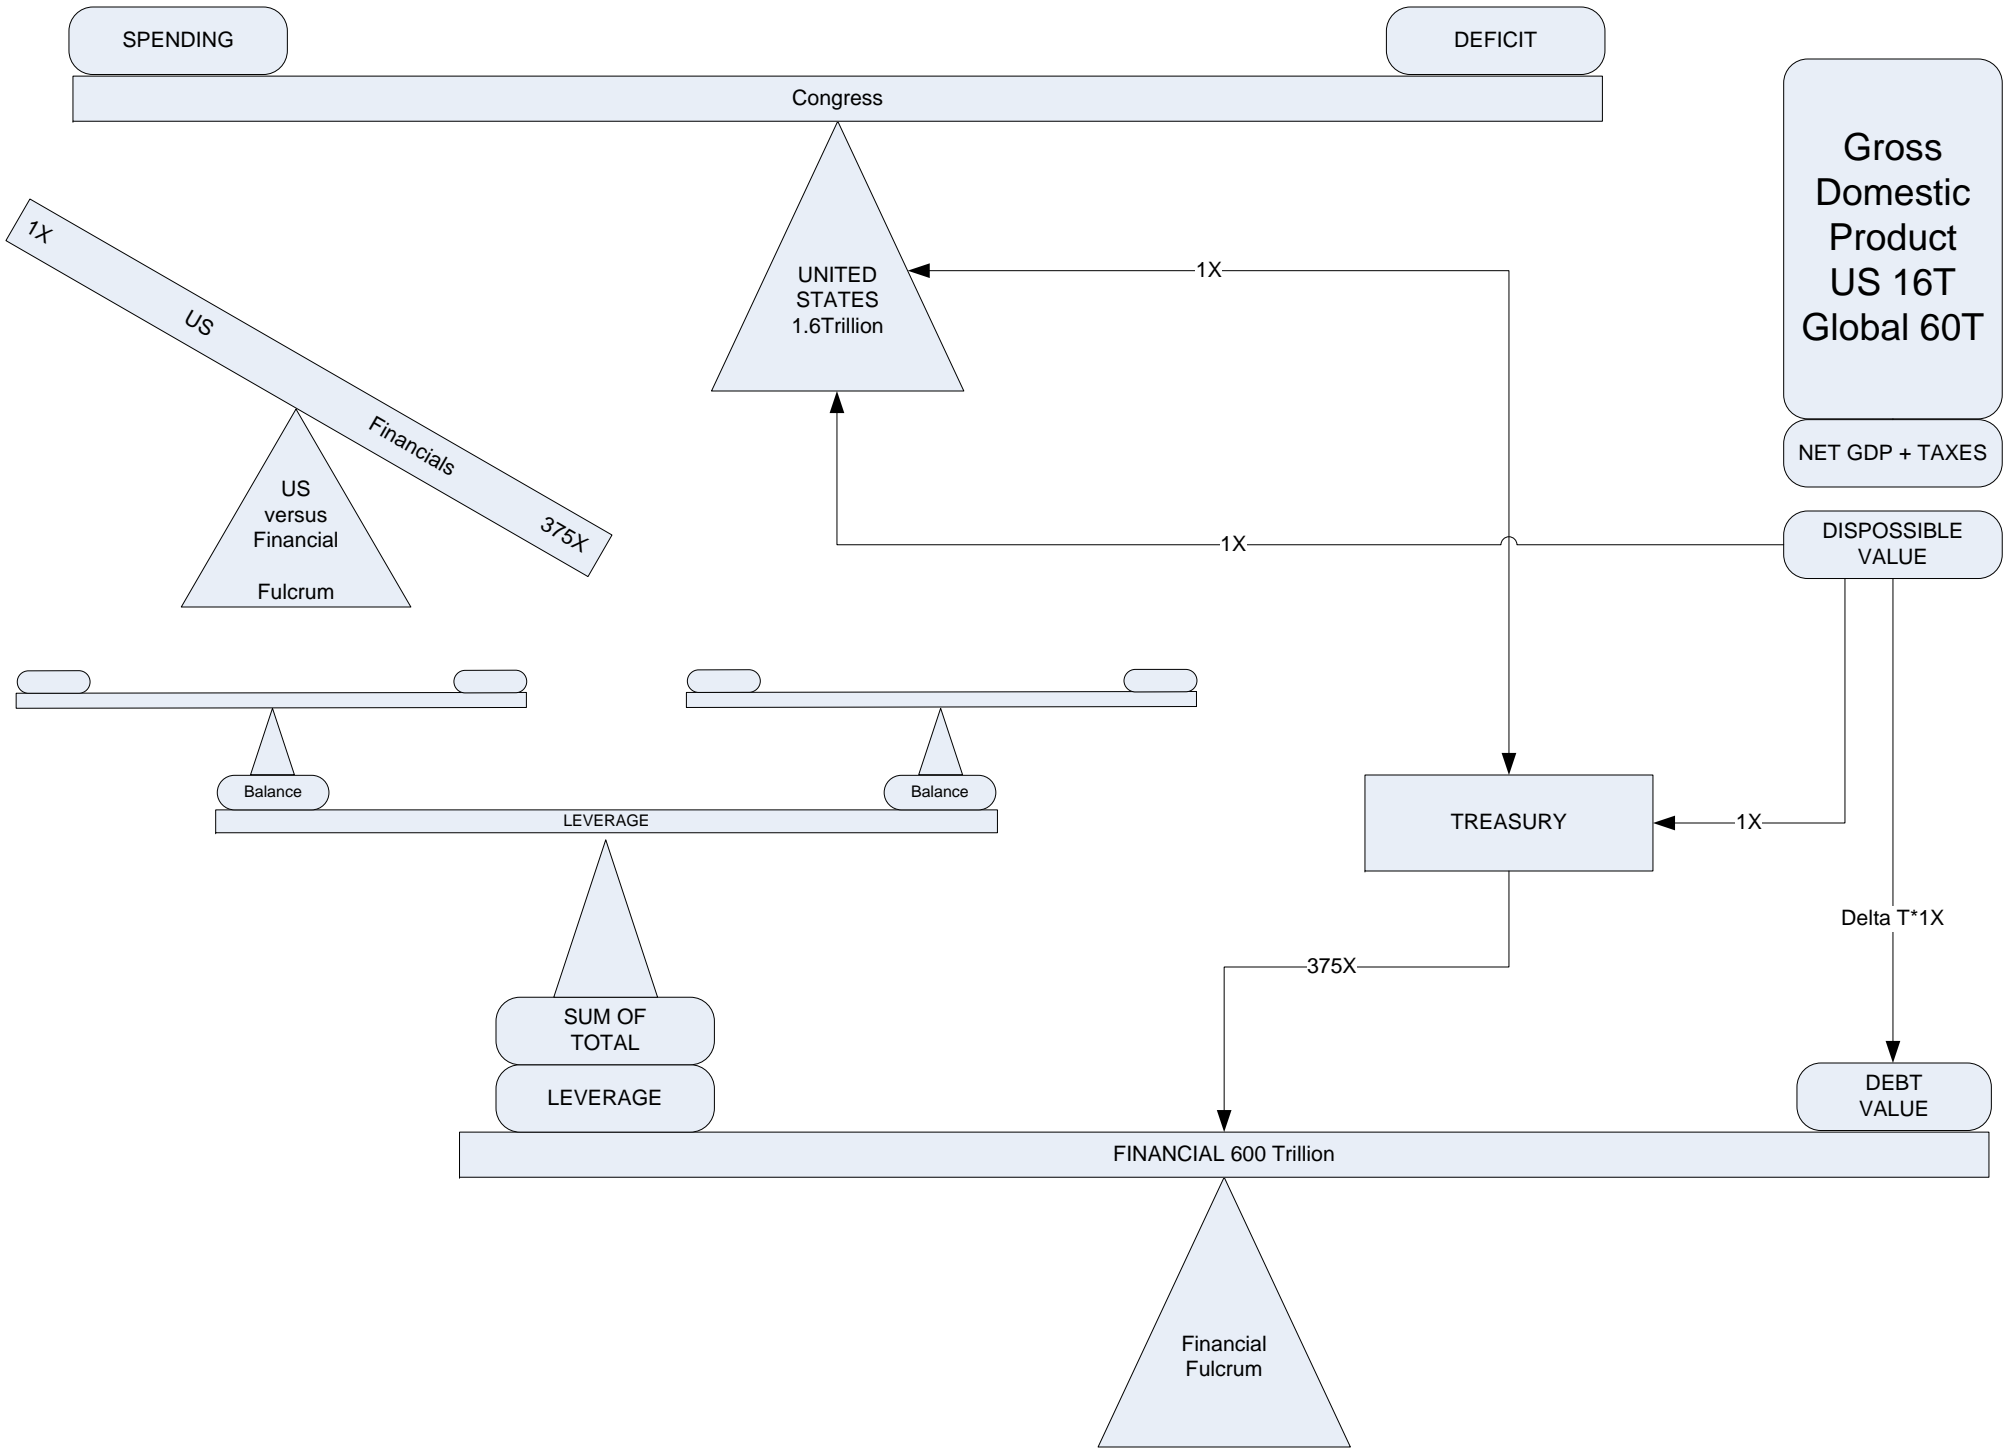 SPENDING
DEFICIT
Congress
Gross
Domestic
Product
US 16T
Global 60T
1X
US
Financials
375X
UNITED
STATES
1.6Trillion
1X
NET GDP + TAXES
US
versus
Financial
Fulcrum
1X
DISPOSSIBLE
VALUE
Balance
Balance
LEVERAGE
TREASURY
1X
Delta T*1X
375X
SUM OF
TOTAL
LEVERAGE
DEBT
VALUE
FINANCIAL 600 Trillion
Financial
Fulcrum